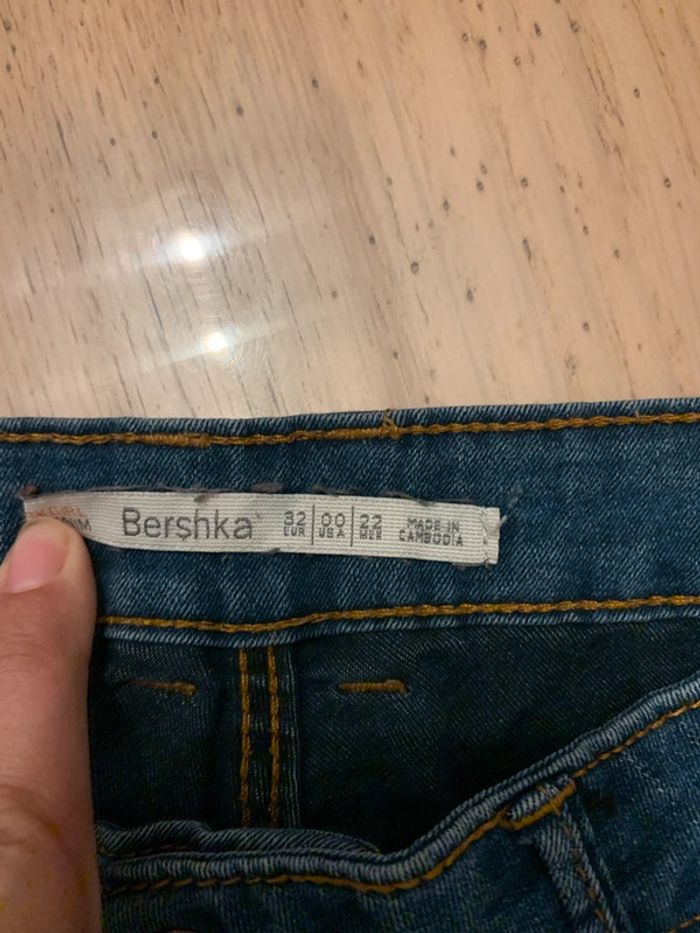 Bershka
32 00 22
EUR USA MEX
MADE IN
CAMBODIA